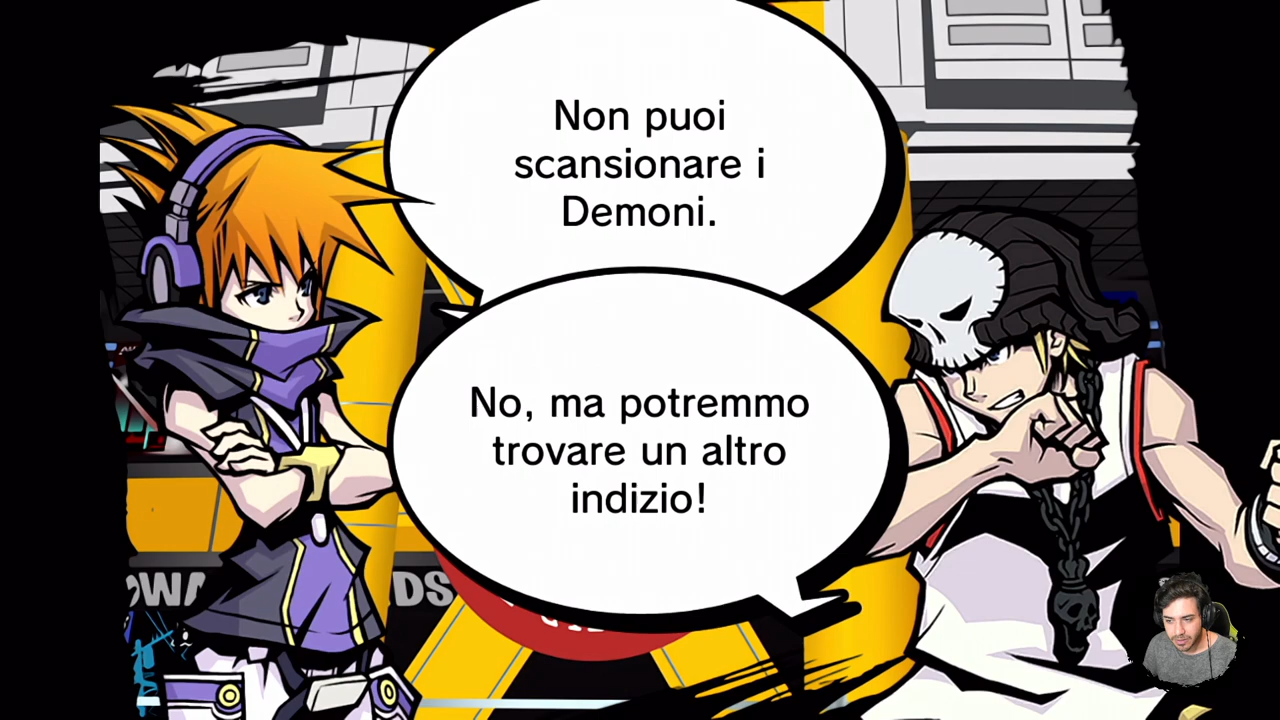 Non puoi
scansionare i
Demoni.
No, ma potremmo
trovare un altro
indizio!